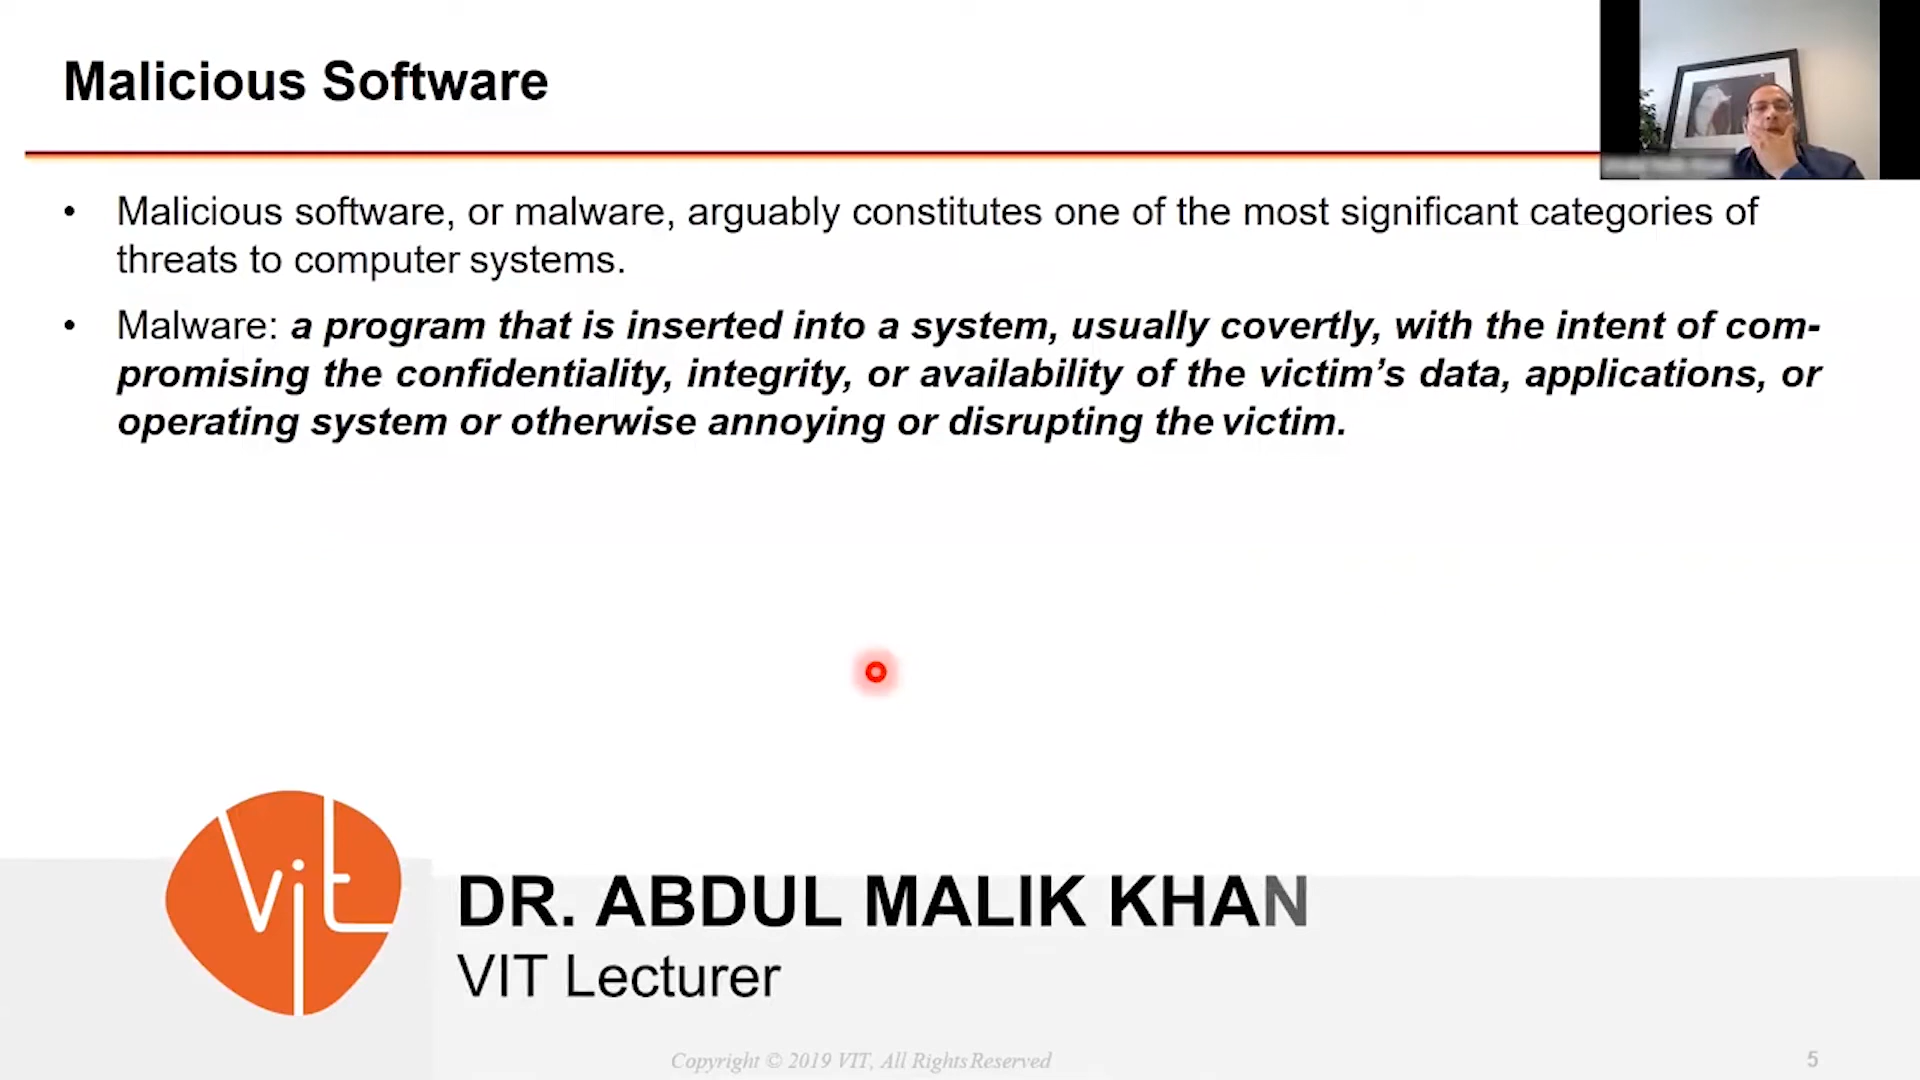 Malicious Software
• Malicious software, or malware, arguably constitutes one of the most significant categories of
threats to computer systems.
• Malware: a program that is inserted into a system, usually covertly, with the intent of com-
promising the confidentiality, integrity, or availability of the victim’s data, applications, or
operating system or otherwise annoying or disrupting the victim.
vit
DR. ABDUL MALIK KHAN
VIT Lecturer
Copyright © 2019 VIT, All Rights Reserved
5